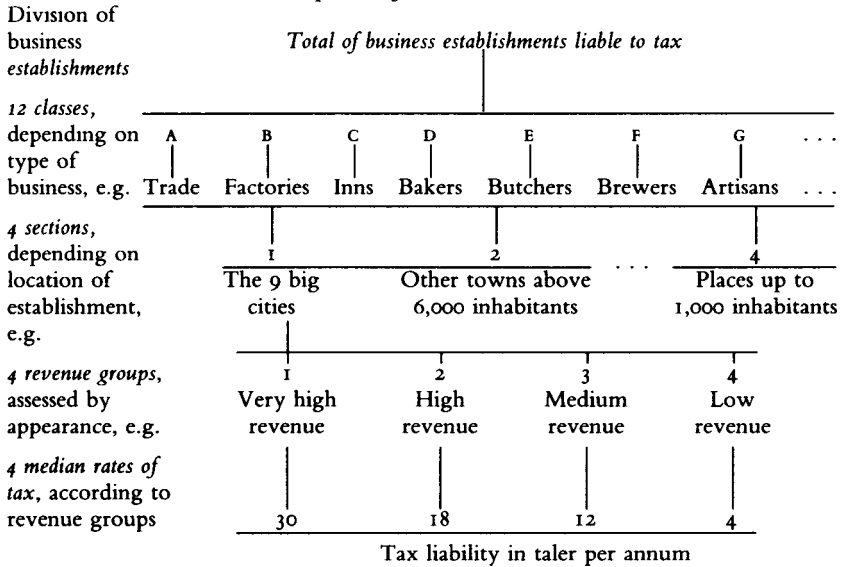 Division of
business
establishments
Total of business establishments liable to tax
12 classes,
depending on
type of
business, e.g.
A B C D E F G ...
Trade Factories Inns Bakers Butchers Brewers Artisans ...
4 sections,
depending on
location of
establishment,
e.g.
1 2 ... 4
The 9 big Other towns above Places up to
cities 6,000 inhabitants 1,000 inhabitants
4 revenue groups,
assessed by
appearance, e.g.
1 2 3 4
Very high High Medium Low
revenue revenue revenue revenue
4 median rates of
tax, according to
revenue groups
30 18 12 4
Tax liability in taler per annum